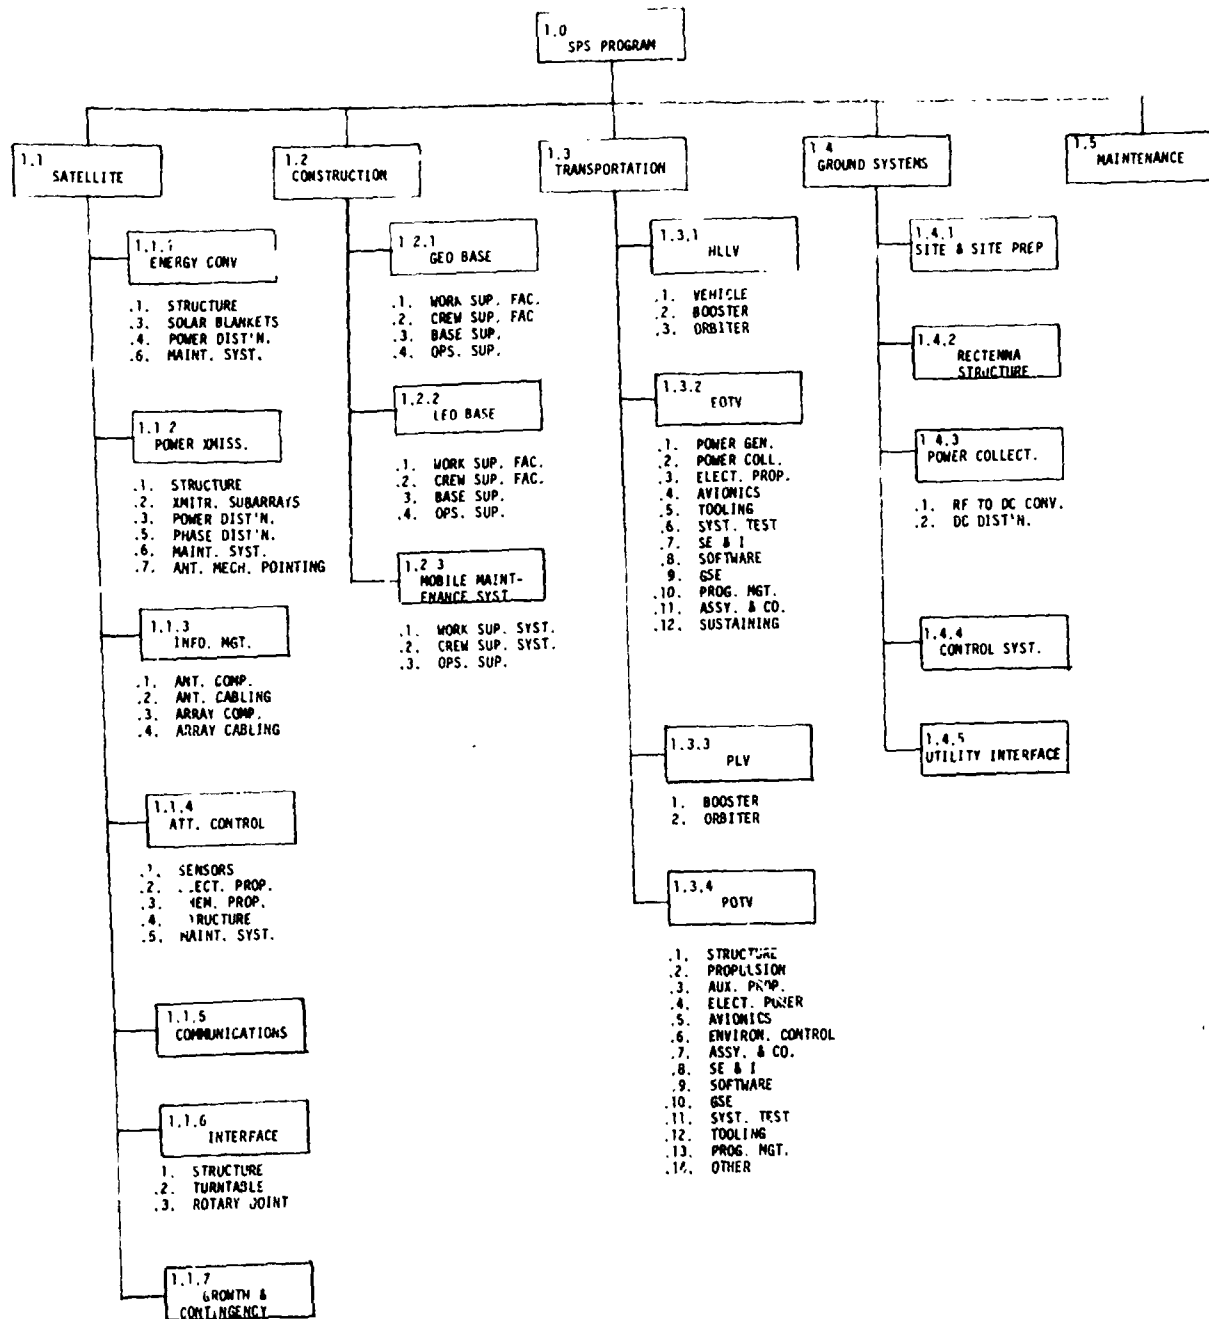 1.0
SPS PROGRAM
1.1
SATELLITE
1.2
CONSTRUCTION
1.3
TRANSPORTATION
1.4
GROUND SYSTEMS
1.5
MAINTENANCE
1.1.1
ENERGY CONV
.1. STRUCTURE
.3. SOLAR BLANKETS
.4. POWER DIST'N.
.6. MAINT. SYST.
1.1.2
POWER XMISS.
.1. STRUCTURE
.2. XMITR. SUBARRAYS
.3. POWER DIST'N.
.5. PHASE DIST'N.
.6. MAINT. SYST.
.7. ANT. MECH. POINTING
1.1.3
INFO. MGT.
.1. ANT. COMP.
.2. ANT. CABLING
.3. ARRAY COMP.
.4. ARRAY CABLING
1.1.4
ATT. CONTROL
.1. SENSORS
.2. LECT. PROP.
.3. HEM. PROP.
.4. TRUCTURE
.5. MAINT. SYST.
1.1.5
COMMUNICATIONS
1.1.6
INTERFACE
1. STRUCTURE
.2. TURNTABLE
.3. ROTARY JOINT
1.1.7
GROWTH &
CONTINGENCY
1.2.1
GEO BASE
.1. WORK SUP. FAC.
.2. CREW SUP. FAC
.3. BASE SUP.
.4. OPS. SUP.
1.2.2
LEO BASE
.1. WORK SUP. FAC.
.2. CREW SUP. FAC.
3. BASE SUP.
.4. OPS. SUP.
1.2.3
MOBILE MAINT-
ENANCE SYST
.1. WORK SUP. SYST.
.2. CREW SUP. SYST.
.3. OPS. SUP.
1.3.1
HLLV
.1. VEHICLE
.2. BOOSTER
.3. ORBITER
1.3.2
EOTV
.1. POWER GEN.
.2. POWER COLL.
.3. ELECT. PROP.
.4. AVIONICS
.5. TOOLING
.6. SYST. TEST
.7. SE & I
.8. SOFTWARE
9. GSE
.10. PROG. MGT.
.11. ASSY. & CO.
.12. SUSTAINING
1.3.3
PLV
1. BOOSTER
2. ORBITER
1.3.4
POTV
.1. STRUCTURE
.2. PROPULSION
.3. AUX. PROP.
.4. ELECT. POWER
.5. AVIONICS
.6. ENVIRON. CONTROL
.7. ASSY. & CO.
.8. SE & I
.9. SOFTWARE
.10. GSE
.11. SYST. TEST
.12. TOOLING
.13. PROG. MGT.
.14. OTHER
1.4.1
SITE & SITE PREP
1.4.2
RECTENNA
STRUCTURE
1.4.3
POWER COLLECT.
.1. RF TO DC CONV.
.2. DC DIST'N.
1.4.4
CONTROL SYST.
1.4.5
UTILITY INTERFACE